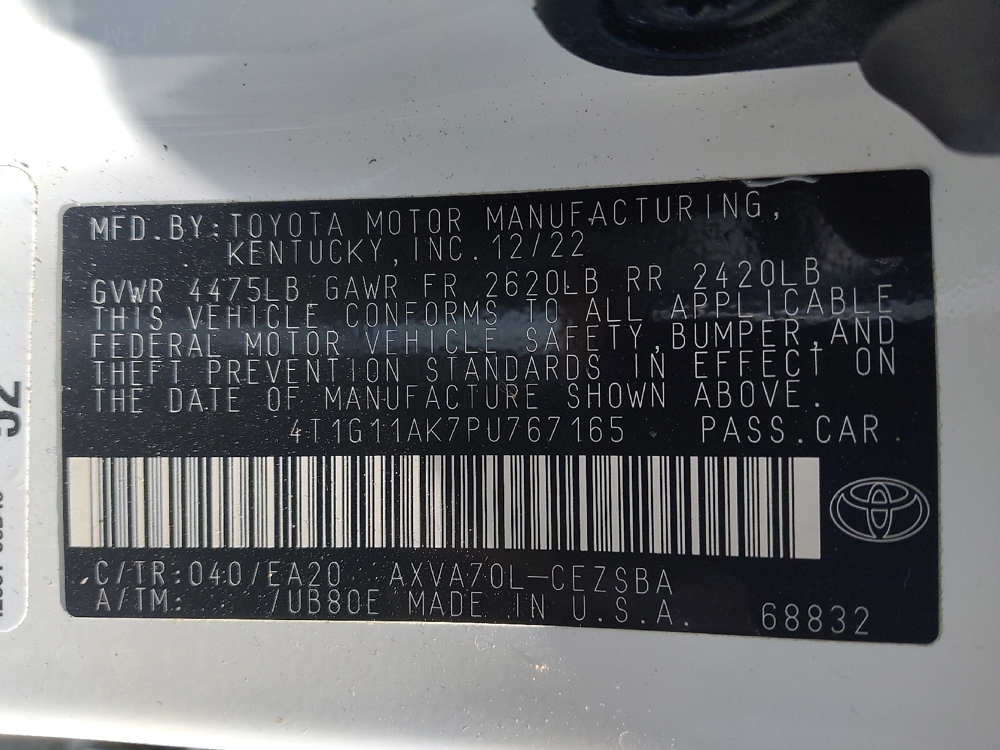 MFD.BY:TOYOTA MOTOR MANUFACTURING,
KENTUCKY,INC.12/22
GVWR 4475LB GAWR FR 2620LB RR 2420LB
THIS VEHICLE CONFORMS TO ALL APPLICABLE
FEDERAL MOTOR VEHICLE SAFETY,BUMPER,AND
THEFT PREVENTION STANDARDS IN EFFECT ON
THE DATE OF MANUFACTURE SHOWN ABOVE.
4T1G11AK7PU767165 PASS.CAR.
C/TR:040/EA20 AXVA70L-CEZSBA
A/TM: /UB80E MADE IN U.S.A. 68832
52